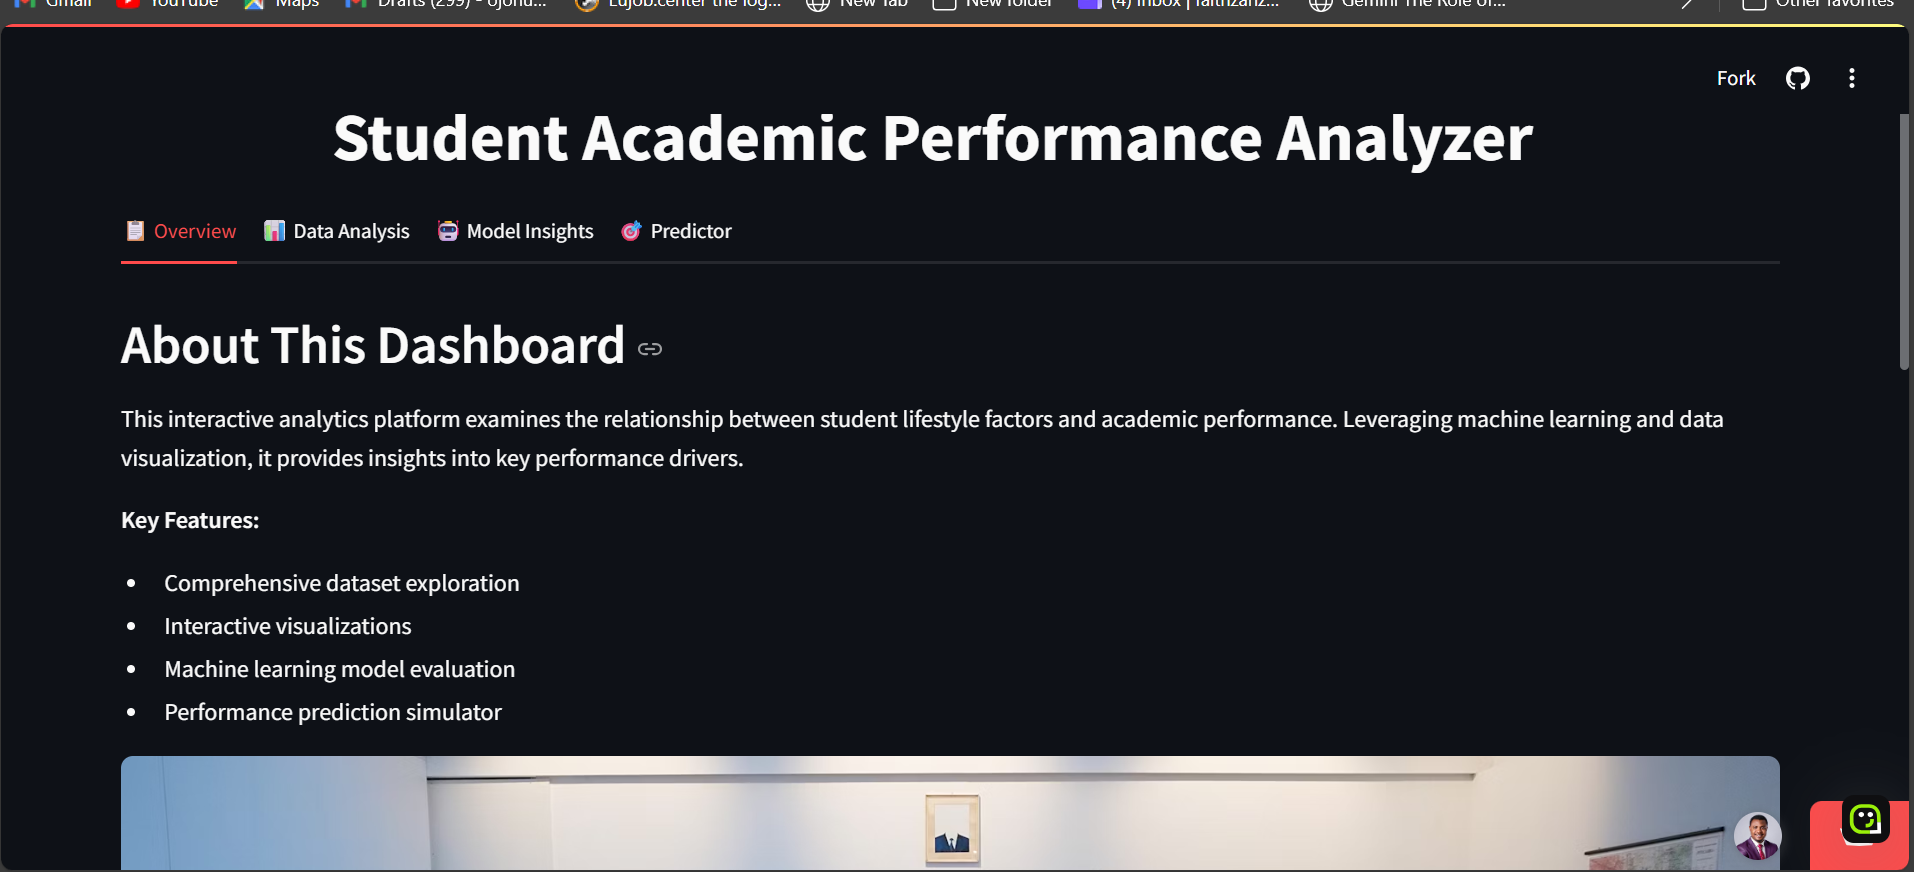 Gmail YouTube Maps Drafts (299) - ojonu... Lujob.center the log... New Tab New folder (4) Inbox | Gemini The Role of... Other favorites
Fork
Student Academic Performance Analyzer
Overview Data Analysis Model Insights Predictor
About This Dashboard
This interactive analytics platform examines the relationship between student lifestyle factors and academic performance. Leveraging machine learning and data
visualization, it provides insights into key performance drivers.
Key Features:
• Comprehensive dataset exploration
• Interactive visualizations
• Machine learning model evaluation
• Performance prediction simulator